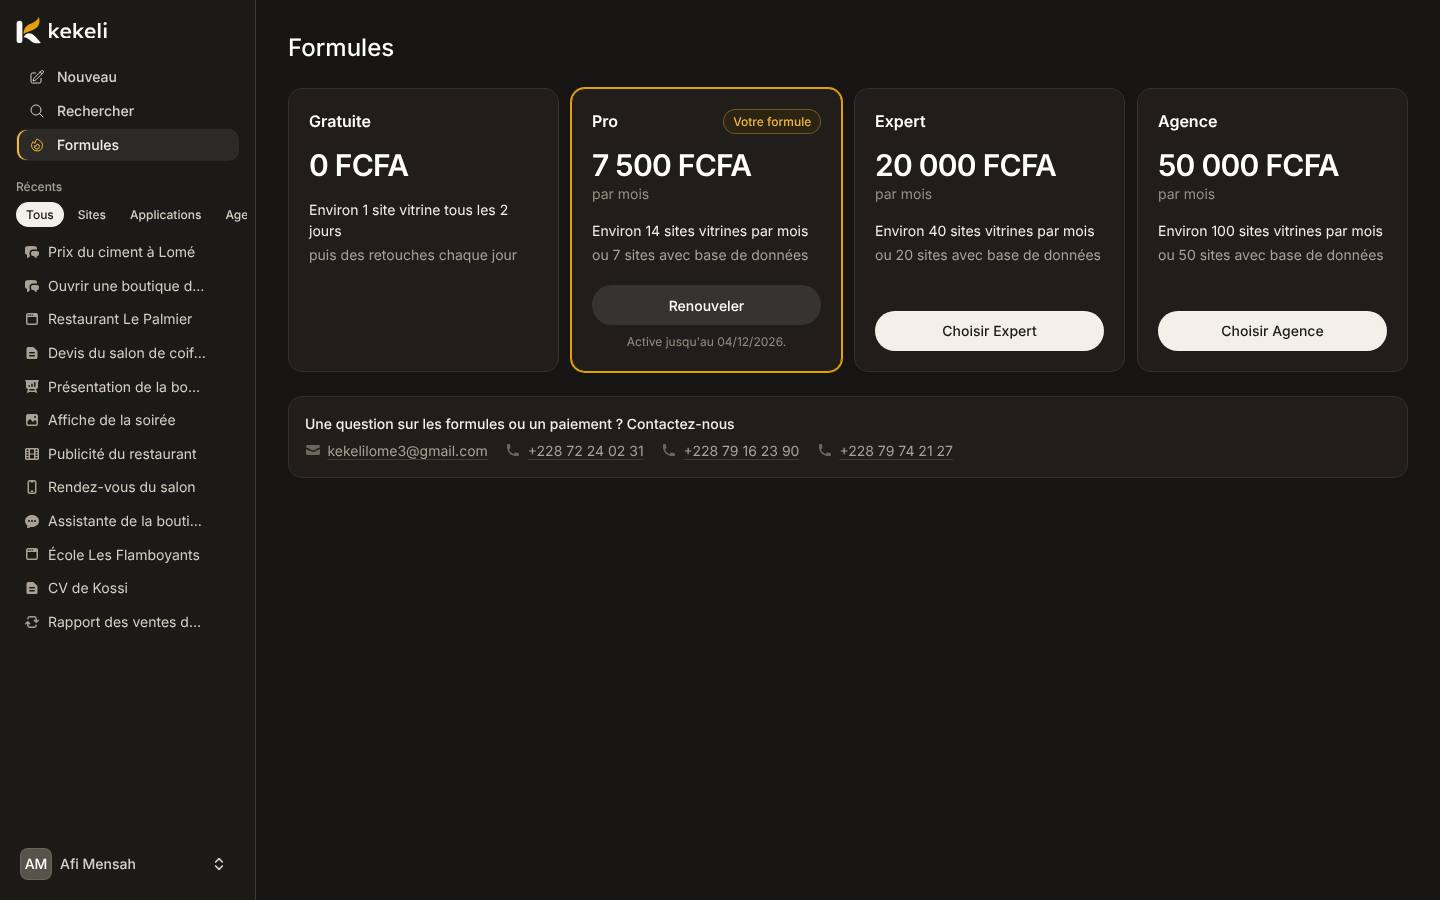 kekeli
Nouveau
Rechercher
Formules
Récents
Tous Sites Applications Age
Prix du ciment à Lomé
Ouvrir une boutique d...
Restaurant Le Palmier
Devis du salon de coif...
Présentation de la bo...
Affiche de la soirée
Publicité du restaurant
Rendez-vous du salon
Assistante de la bouti...
École Les Flamboyants
CV de Kossi
Rapport des ventes d...
AM Afi Mensah
Formules
Gratuite
0 FCFA
Environ 1 site vitrine tous les 2
jours
puis des retouches chaque jour
Pro Votre formule
7 500 FCFA
par mois
Environ 14 sites vitrines par mois
ou 7 sites avec base de données
Renouveler
Active jusqu'au 04/12/2026.
Expert
20 000 FCFA
par mois
Environ 40 sites vitrines par mois
ou 20 sites avec base de données
Choisir Expert
Agence
50 000 FCFA
par mois
Environ 100 sites vitrines par mois
ou 50 sites avec base de données
Choisir Agence
Une question sur les formules ou un paiement ? Contactez-nous
kekelilome3@gmail.com +228 72 24 02 31 +228 79 16 23 90 +228 79 74 21 27